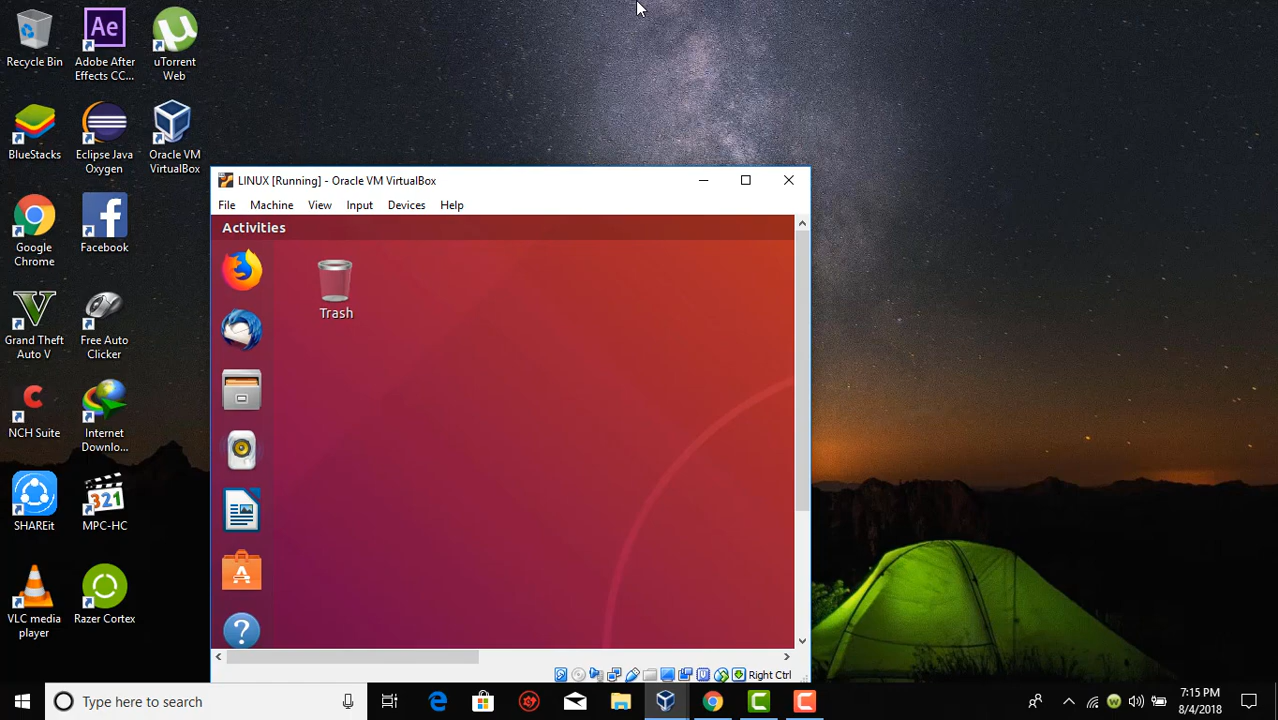 Recycle Bin
Adobe After
Effects CC...
uTorrent
Web
BlueStacks
Eclipse Java
Oxygen
Oracle VM
VirtualBox
Google
Chrome
Facebook
Grand Theft
Auto V
Free Auto
Clicker
NCH Suite
Internet
Downlo...
SHAREit
MPC-HC
VLC media
player
Razer Cortex
LINUX [Running] - Oracle VM VirtualBox
File Machine View Input Devices Help
Activities
Trash
Right Ctrl
Type here to search
:15 PM
8/4/2018